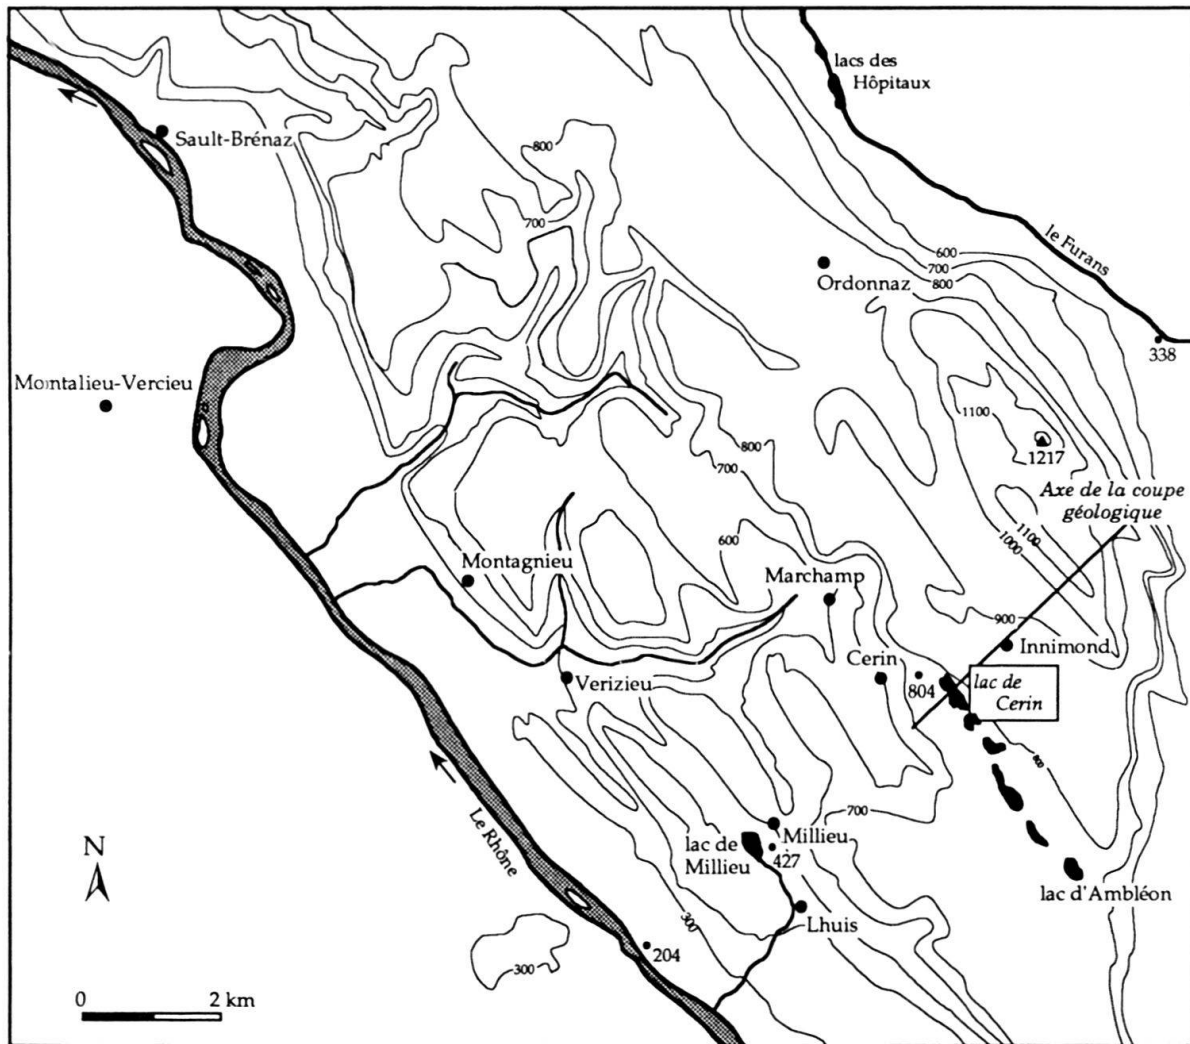 lacs des
Hôpitaux
Sault-Brénaz
800
700
le Furans
600
700
800
Ordonnaz
338
Montalieu-Vercieu
1100
1217
800
700
Axe de la coupe
géologique
1100
1000
600
Montagnieu
Marchamp
900
Innimond
Cerin
804
lac de
Cerin
Verizieu
800
700
Le Rhône
N
Millieu
lac de
Millieu
427
lac d'Ambléon
300
Lhuis
204
300
0
2 km